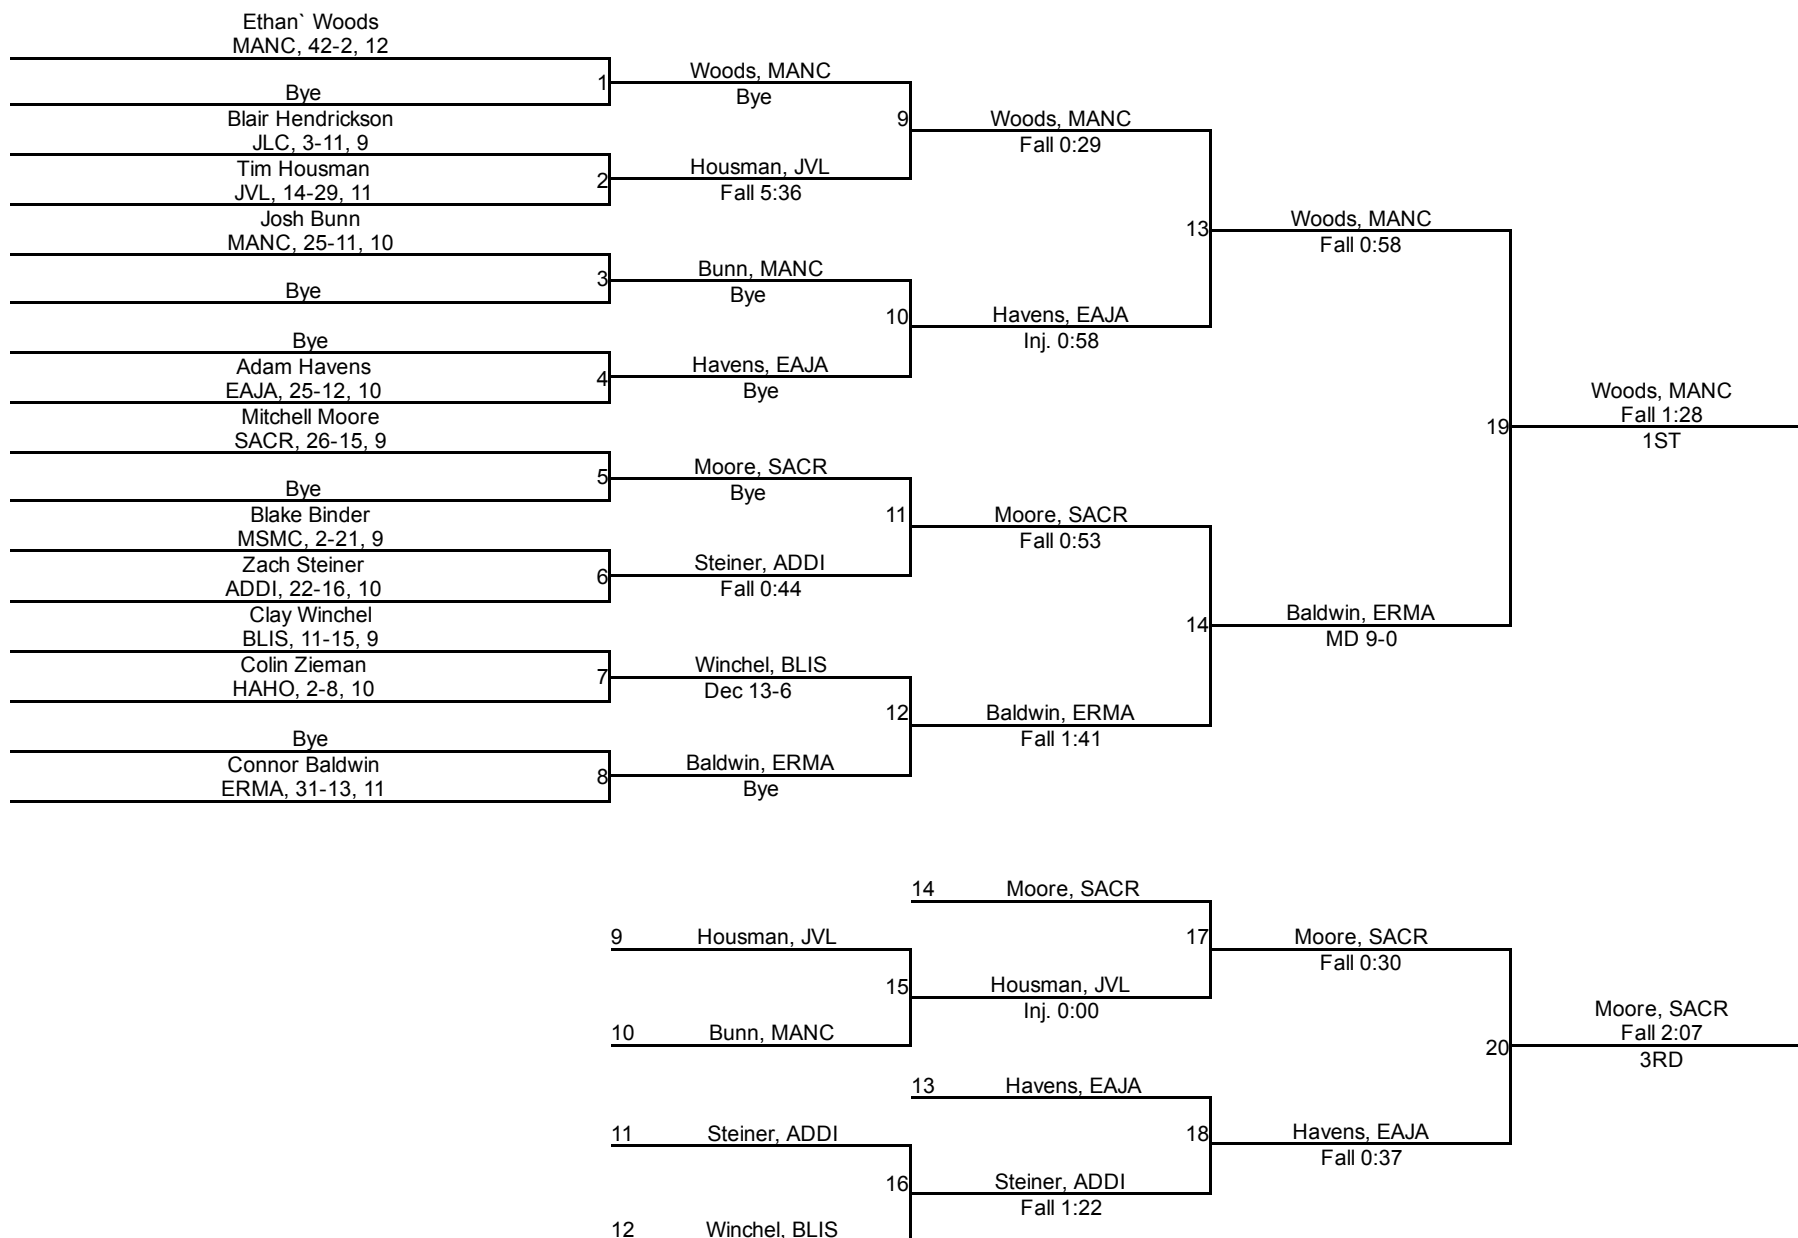 Ethan` Woods
MANC, 42-2, 12
Bye
1
Woods, MANC
Bye
Blair Hendrickson
JLC, 3-11, 9
Tim Housman
JVL, 14-29, 11
2
Housman, JVL
Fall 5:36
9
Woods, MANC
Fall 0:29
Josh Bunn
MANC, 25-11, 10
Bye
3
Bunn, MANC
Bye
Bye
Adam Havens
EAJA, 25-12, 10
4
Havens, EAJA
Bye
10
Havens, EAJA
Inj. 0:58
13
Woods, MANC
Fall 0:58
Mitchell Moore
SACR, 26-15, 9
Bye
5
Moore, SACR
Bye
Blake Binder
MSMC, 2-21, 9
Zach Steiner
ADDI, 22-16, 10
6
Steiner, ADDI
Fall 0:44
11
Moore, SACR
Fall 0:53
Clay Winchel
BLIS, 11-15, 9
Colin Zieman
HAHO, 2-8, 10
7
Winchel, BLIS
Dec 13-6
Bye
Connor Baldwin
ERMA, 31-13, 11
8
Baldwin, ERMA
Bye
12
Baldwin, ERMA
Fall 1:41
14
Baldwin, ERMA
MD 9-0
19
Woods, MANC
Fall 1:28
1ST
14
Moore, SACR
9
Housman, JVL
10
Bunn, MANC
15
Housman, JVL
Inj. 0:00
17
Moore, SACR
Fall 0:30
13
Havens, EAJA
11
Steiner, ADDI
12
Winchel, BLIS
16
Steiner, ADDI
Fall 1:22
18
Havens, EAJA
Fall 0:37
20
Moore, SACR
Fall 2:07
3RD